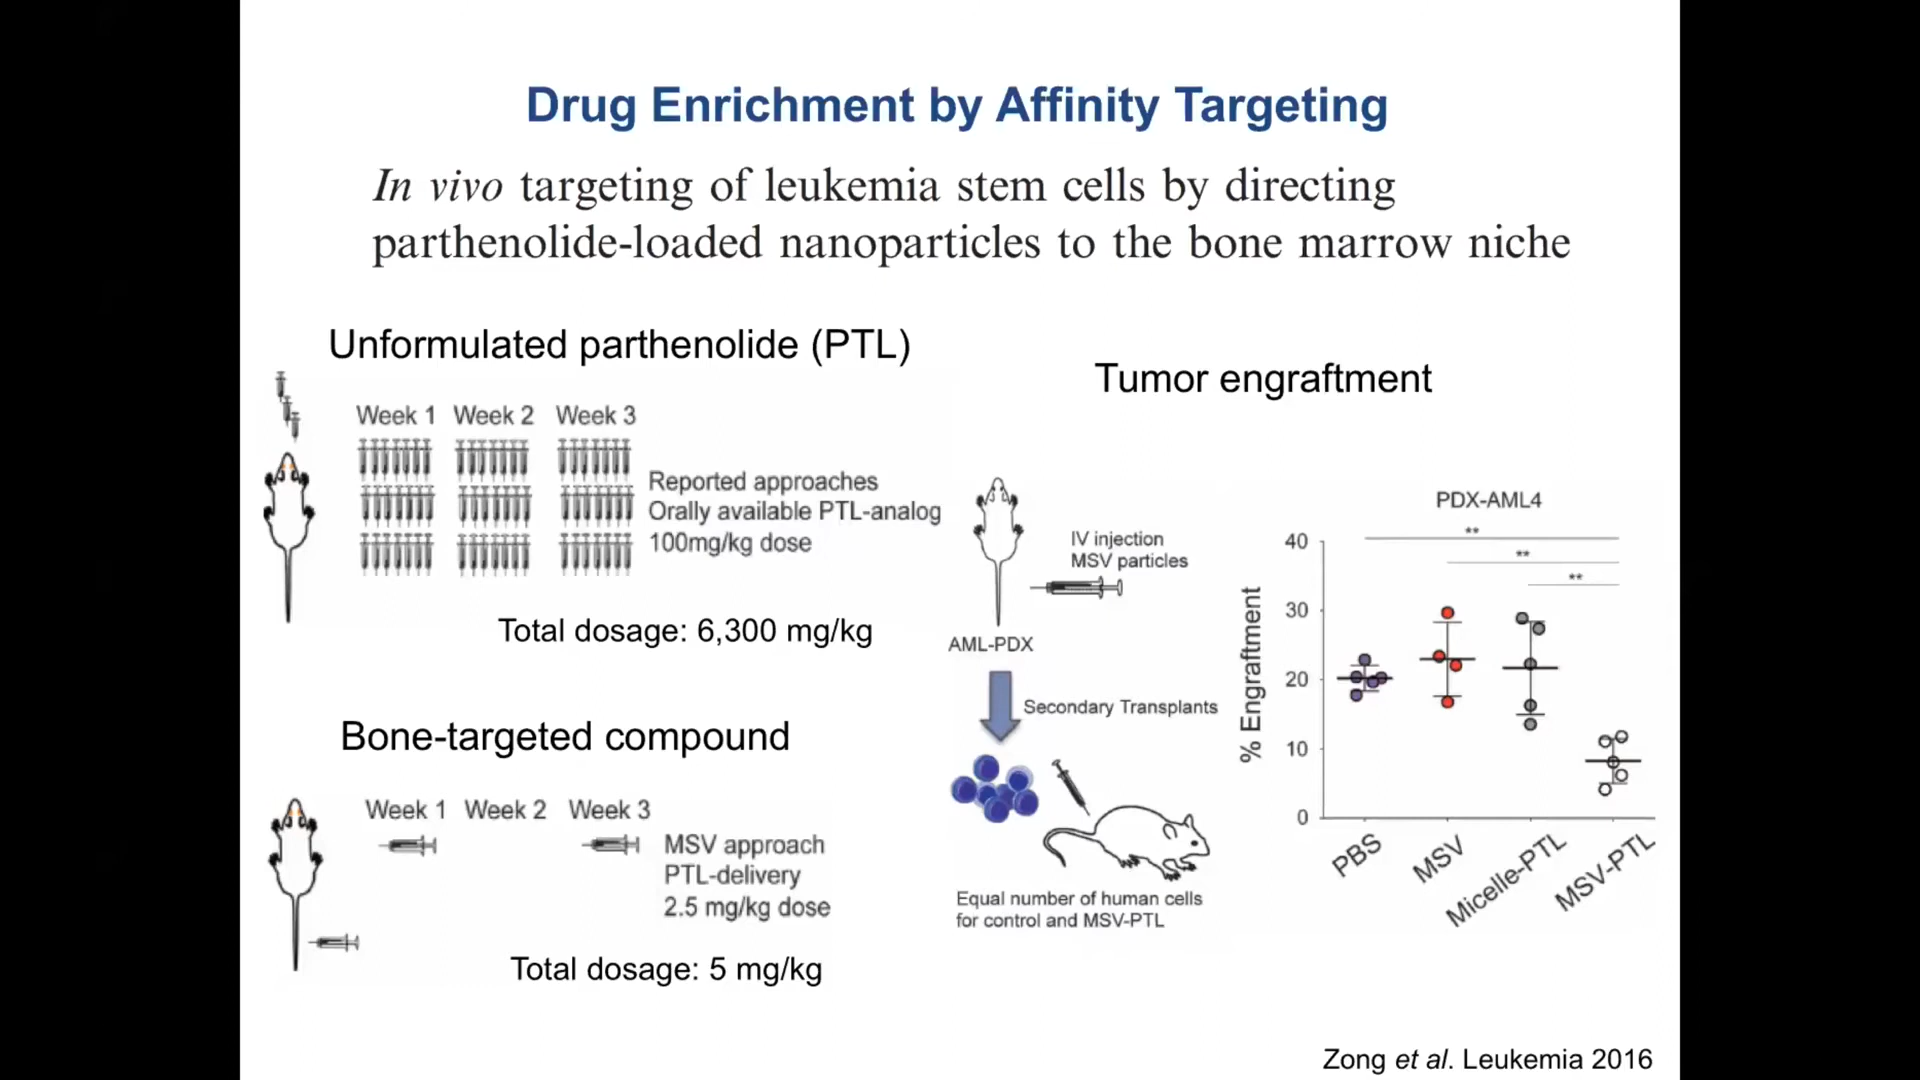 Drug Enrichment by Affinity Targeting
In vivo targeting of leukemia stem cells by directing
parthenolide-loaded nanoparticles to the bone marrow niche
Unformulated parthenolide (PTL)
Week 1 Week 2 Week 3
Reported approaches
Orally available PTL-analog
100mg/kg dose
Total dosage: 6,300 mg/kg
Bone-targeted compound
Week 1 Week 2 Week 3
MSV approach
PTL-delivery
2.5 mg/kg dose
Total dosage: 5 mg/kg
Tumor engraftment
IV injection
MSV particles
AML-PDX
Secondary Transplants
Equal number of human cells
for control and MSV-PTL
PDX-AML4
**
**
**
% Engraftment
40
30
20
10
0
PBS
MSV
Micelle-PTL
MSV-PTL
Zong et al. Leukemia 2016